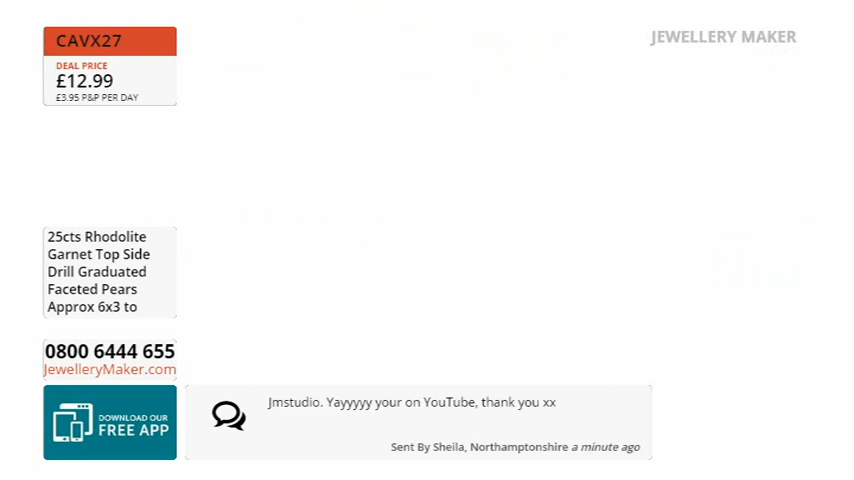 CAVX27
DEAL PRICE
£12.99
£3.95 P&P PER DAY
JEWELLERY MAKER
25cts Rhodolite
Garnet Top Side
Drill Graduated
Faceted Pears
Approx 6x3 to
0800 6444 655
JewelleryMaker.com
DOWNLOAD OUR
FREE APP
Jmstudio. Yayyyyy your on YouTube, thank you xx
Sent By Sheila, Northamptonshire a minute ago